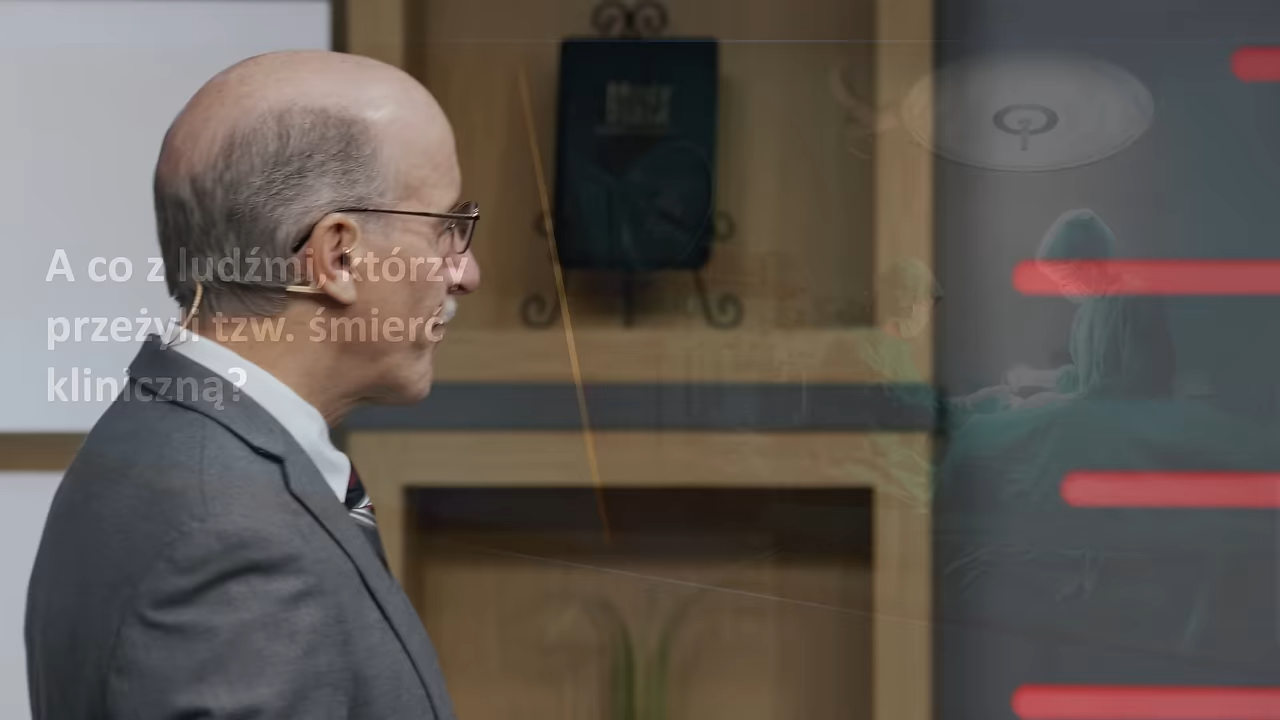 A co z ludźmi, którzy
przeżyli tzw. śmierć
kliniczną?